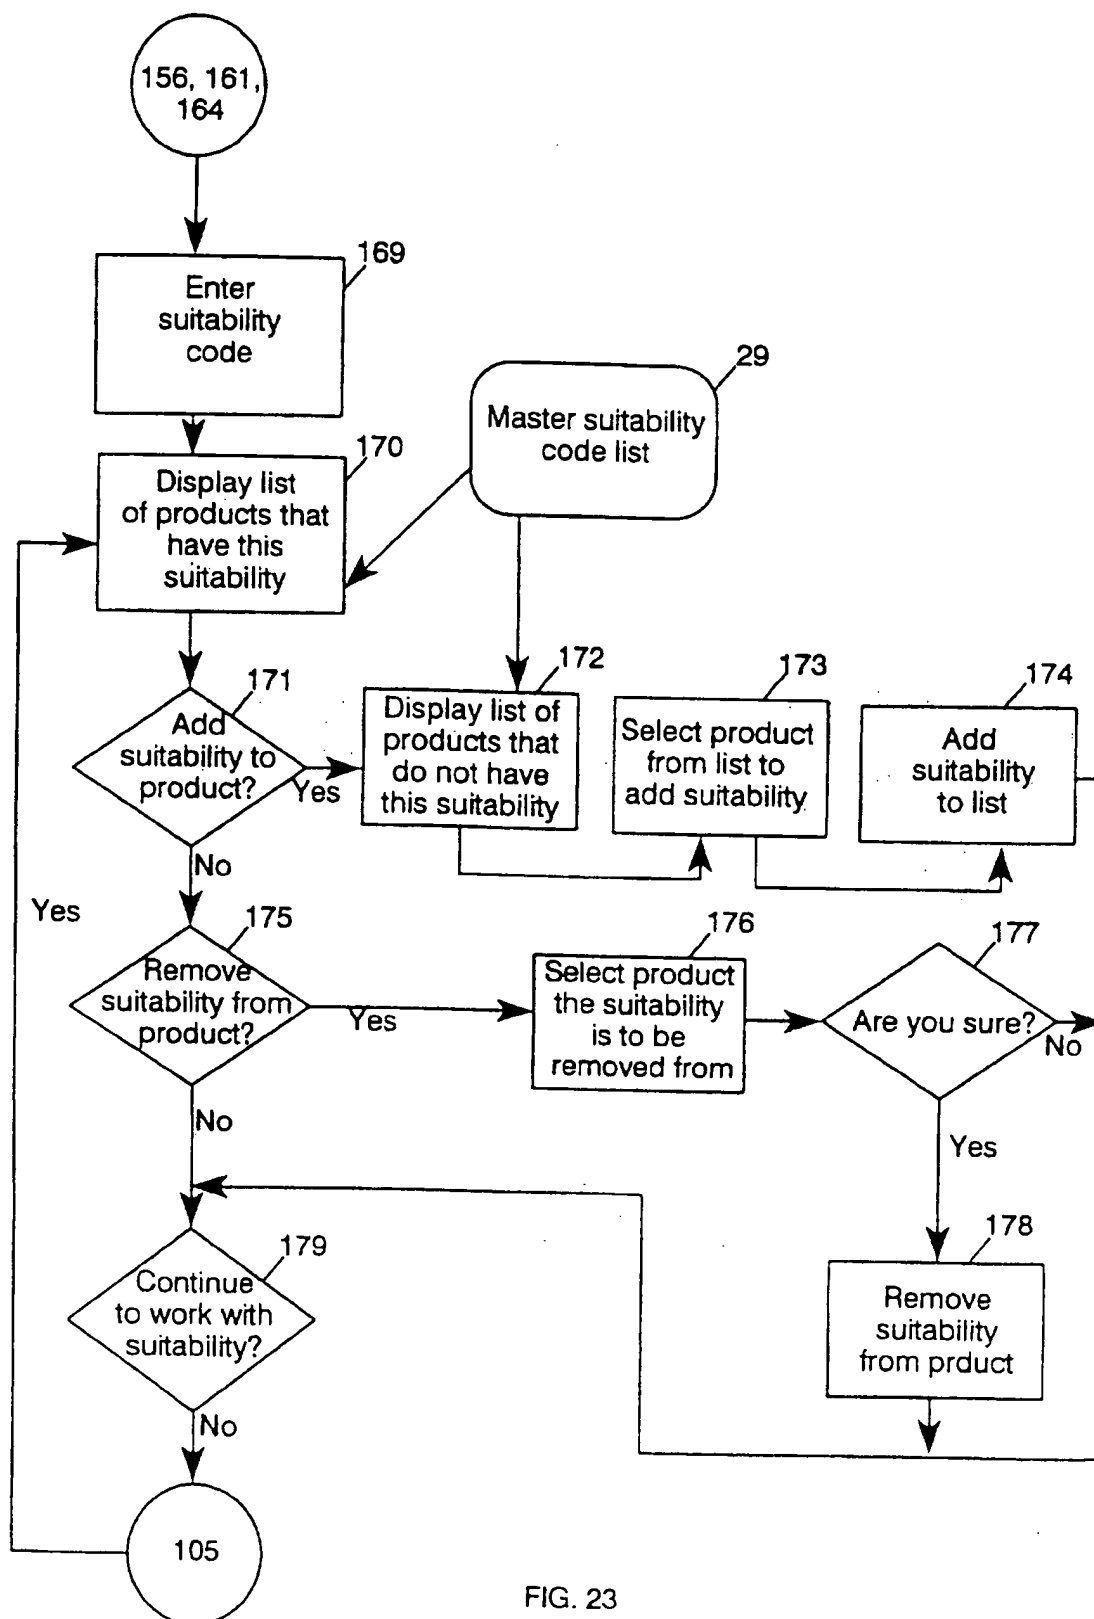 156, 161,
164
169
Enter
suitability
code
29
Master suitability
code list
170
Display list
of products that
have this
suitability
171
Add
suitability to
product?
Yes
172
Display list of
products that
do not have
this suitability
173
Select product
from list to
add suitability
174
Add
suitability
to list
No
Yes
175
Remove
suitability from
product?
Yes
176
Select product
the suitability
is to be
removed from
177
Are you sure?
No
No
Yes
179
Continue
to work with
suitability?
178
Remove
suitability
from prduct
No
105
FIG. 23